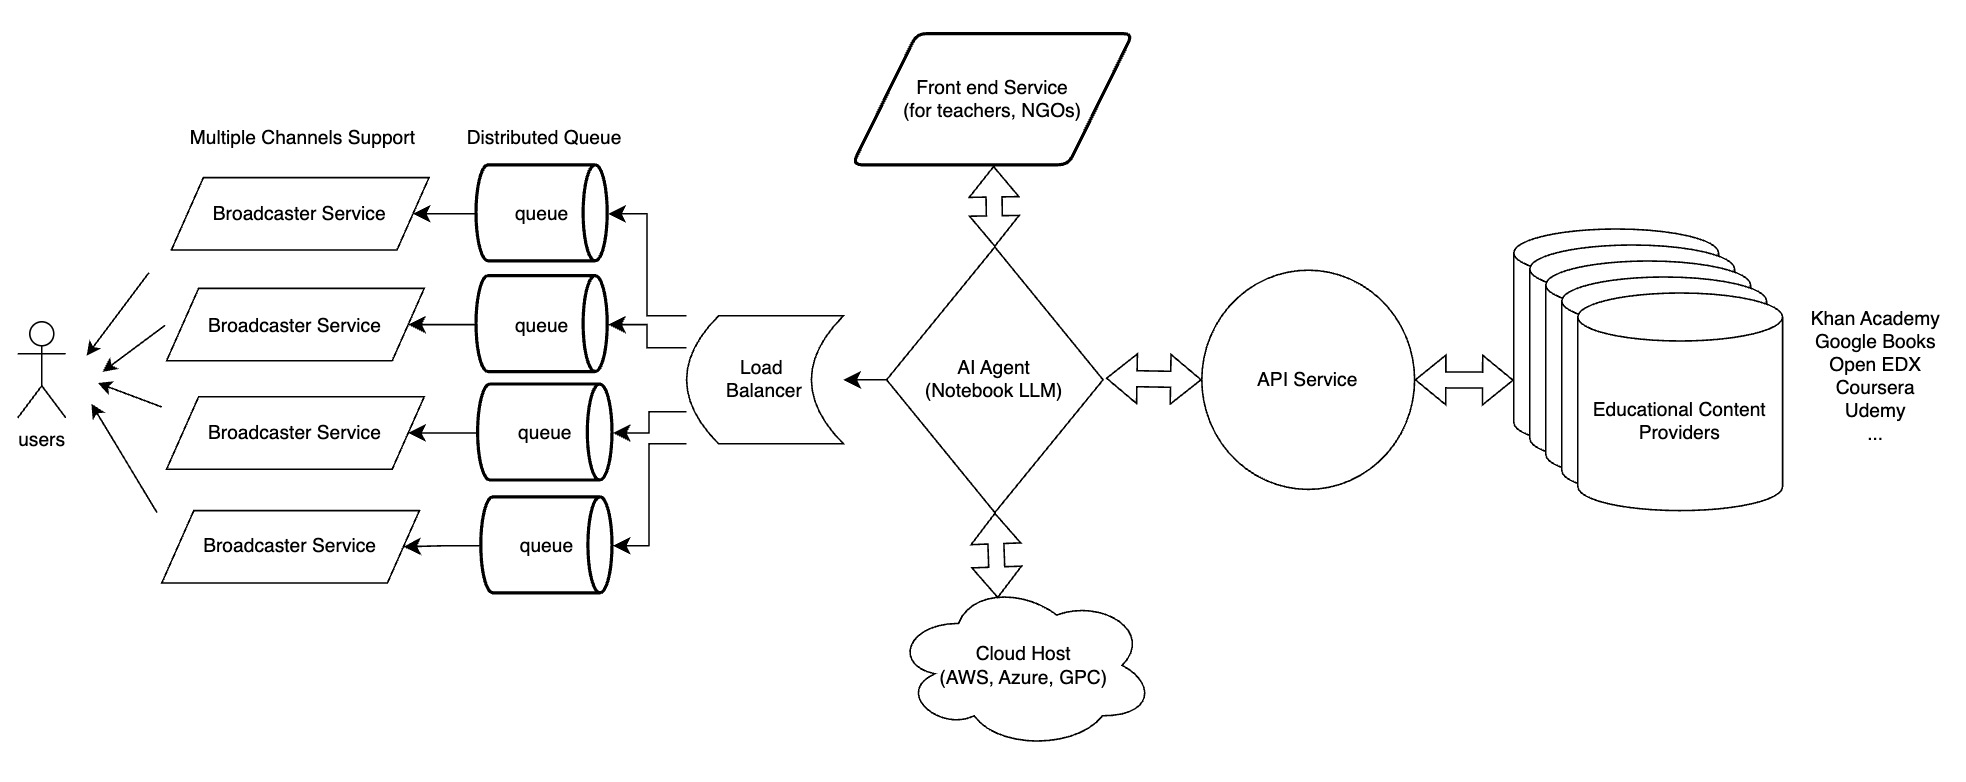 Front end Service
(for teachers, NGOs)
Multiple Channels Support
Distributed Queue
Broadcaster Service
queue
Broadcaster Service
queue
Broadcaster Service
queue
Broadcaster Service
queue
users
Load
Balancer
AI Agent
(Notebook LLM)
API Service
Educational Content
Providers
Khan Academy
Google Books
Open EDX
Coursera
Udemy
...
Cloud Host
(AWS, Azure, GPC)